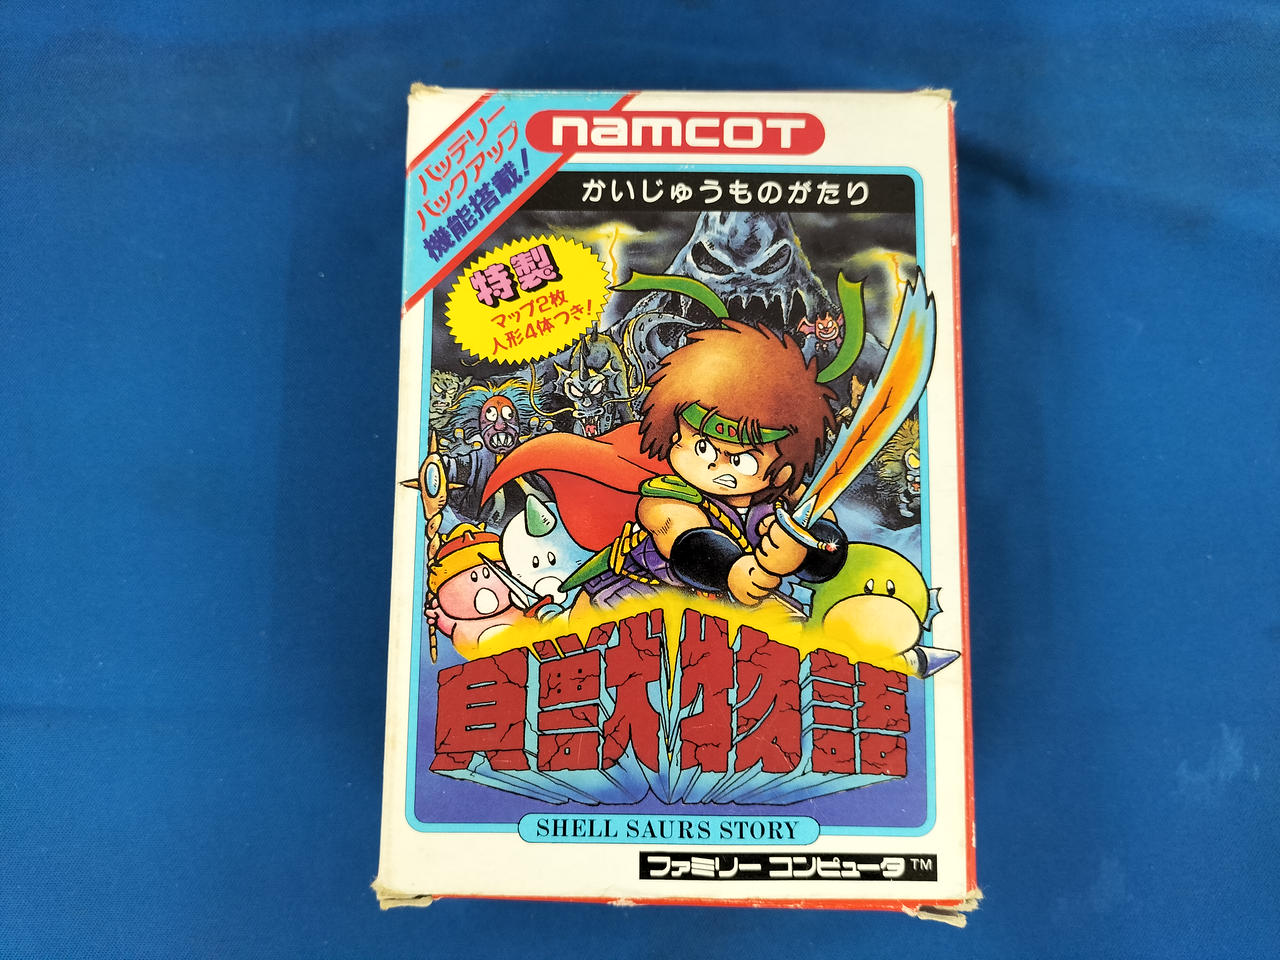 バッテリー
バックアップ
機能搭載!
namcot
かいじゅうものがたり
特製
マップ2枚
人形4体つき!
貝獣物語
SHELL SAURS STORY
ファミリーコンピュータ™